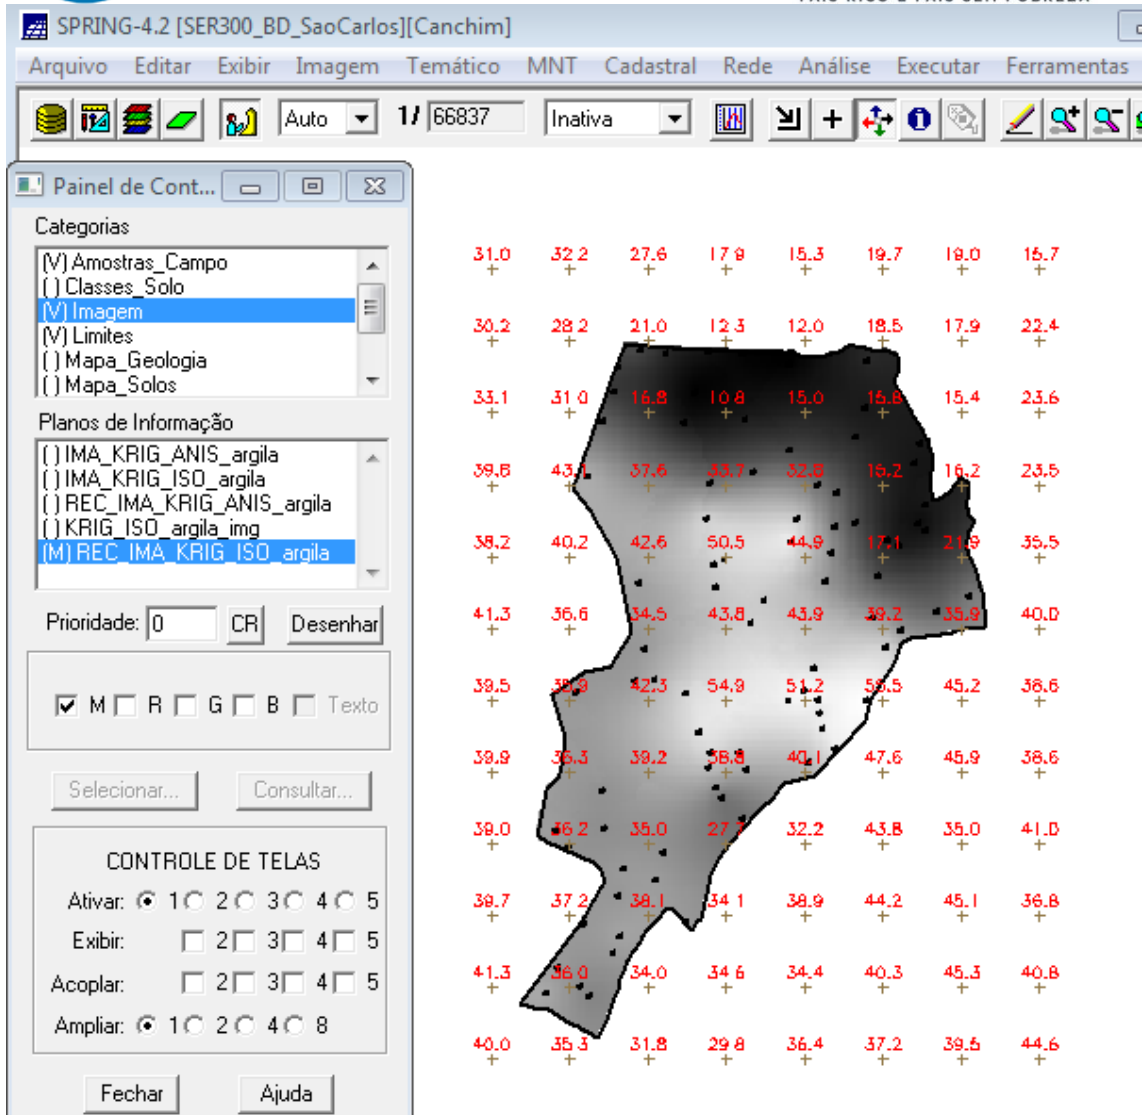 SPRING-4.2 [SER300_BD_SaoCarlos][Canchim]
Arquivo Editar Exibir Imagem Temático MNT Cadastral Rede Análise Executar Ferramentas
Auto 1/ 66837 Inativa
Painel de Cont...
Categorias
(V) Amostras_Campo
( ) Classes_Solo
(V) Imagem
(V) Limites
( ) Mapa_Geologia
( ) Mapa_Solos
Planos de Informação
( ) IMA_KRIG_ANIS_argila
( ) IMA_KRIG_ISO_argila
( ) REC_IMA_KRIG_ANIS_argila
( ) KRIG_ISO_argila_img
(M) REC_IMA_KRIG_ISO_argila
Prioridade: 0 CR Desenhar
M R G B Texto
Selecionar... Consultar...
CONTROLE DE TELAS
Ativar: 1 2 3 4 5
Exibir: 2 3 4 5
Acoplar: 2 3 4 5
Ampliar: 1 2 4 8
Fechar Ajuda
31.0 32.2 27.6 17.9 15.3 19.7 19.0 15.7
30.2 28.2 21.0 12.3 12.0 18.5 17.9 22.4
33.1 31.0 16.8 10.8 15.0 15.8 15.4 23.6
39.6 43.1 37.6 33.7 32.8 16.2 16.2 23.5
38.2 40.2 42.6 50.5 44.9 17.1 21.9 35.5
41.3 36.6 34.5 43.8 43.9 39.2 35.9 40.0
39.5 42.3 54.9 51.2 45.2 38.6
39.9 36.3 39.2 38.8 40.1 47.6 45.9 38.6
39.0 36.2 35.0 32.2 43.8 35.0 41.0
39.7 37.2 38.1 34.1 38.9 44.2 45.1 36.8
41.3 36.0 34.0 34.6 34.4 40.3 45.3 40.8
40.0 35.3 31.8 29.8 36.4 37.2 39.6 44.6